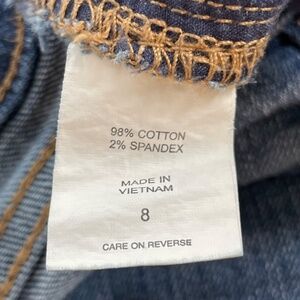 98% COTTON
2% SPANDEX
MADE IN
VIETNAM
8
CARE ON REVERSE